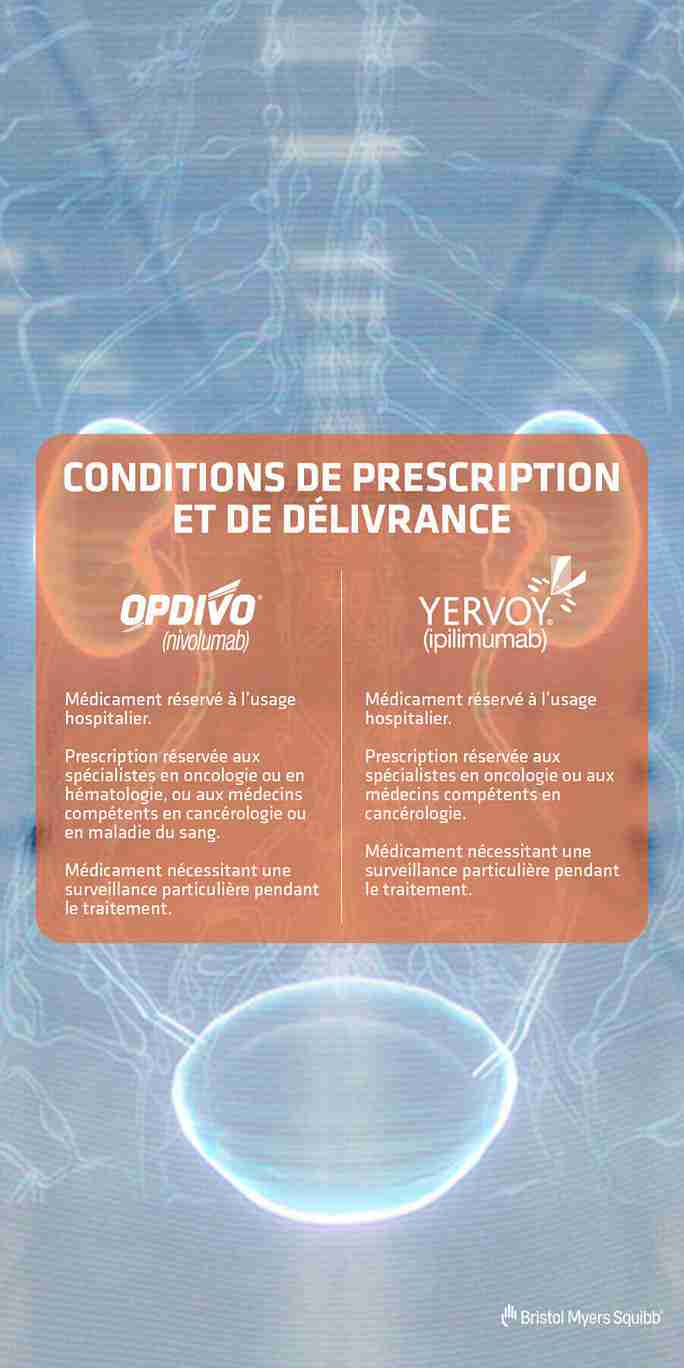 CONDITIONS DE PRESCRIPTION
ET DE DÉLIVRANCE
OPDIVO®
(nivolumab)
Médicament réservé à l'usage
hospitalier.
Prescription réservée aux
spécialistes en oncologie ou en
hématologie, ou aux médecins
compétents en cancérologie ou
en maladie du sang.
Médicament nécessitant une
surveillance particulière pendant
le traitement.
YERVOY®
(ipilimumab)
Médicament réservé à l'usage
hospitalier.
Prescription réservée aux
spécialistes en oncologie ou aux
médecins compétents en
cancérologie.
Médicament nécessitant une
surveillance particulière pendant
le traitement.
Bristol Myers Squibb